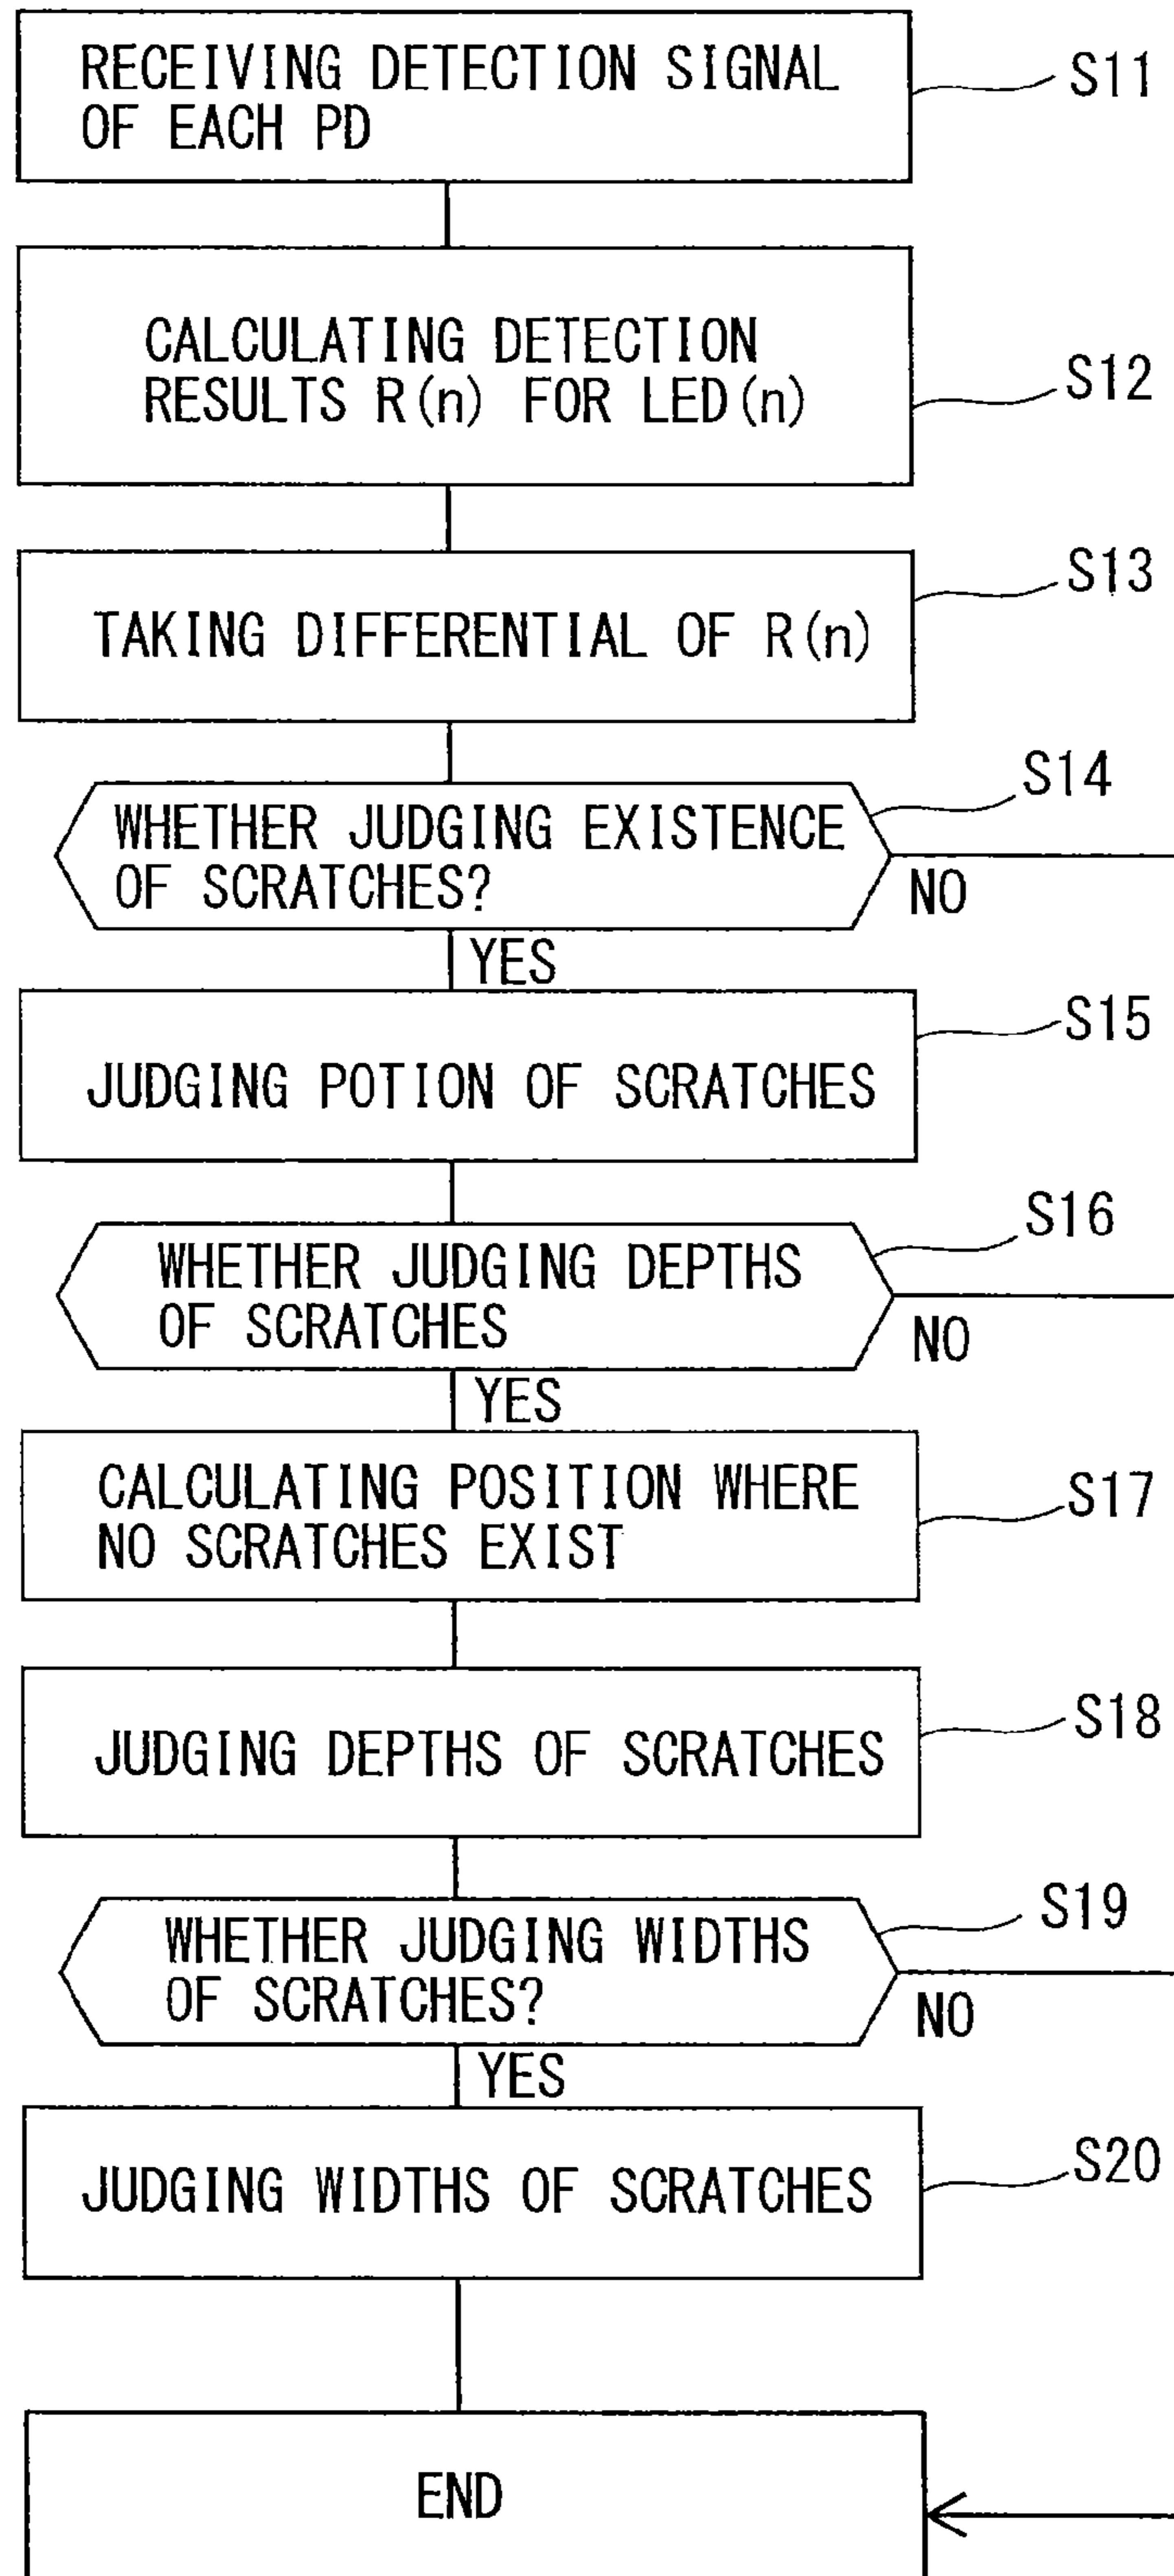 RECEIVING DETECTION SIGNAL
OF EACH PD
S11
CALCULATING DETECTION
RESULTS R(n) FOR LED(n)
S12
TAKING DIFFERENTIAL OF R(n)
S13
WHETHER JUDGING EXISTENCE
OF SCRATCHES?
S14
NO
YES
JUDGING POTION OF SCRATCHES
S15
WHETHER JUDGING DEPTHS
OF SCRATCHES
S16
NO
YES
CALCULATING POSITION WHERE
NO SCRATCHES EXIST
S17
JUDGING DEPTHS OF SCRATCHES
S18
WHETHER JUDGING WIDTHS
OF SCRATCHES?
S19
NO
YES
JUDGING WIDTHS OF SCRATCHES
S20
END